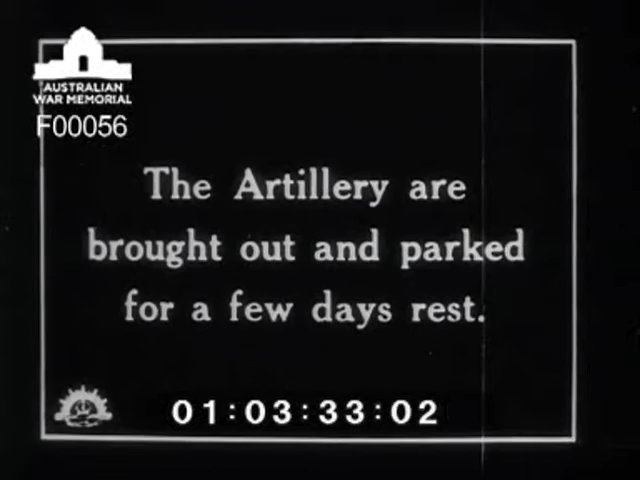 AUSTRALIAN
WAR MEMORIAL
F00056
The Artillery are
brought out and parked
for a few days rest.
01:03:33:02